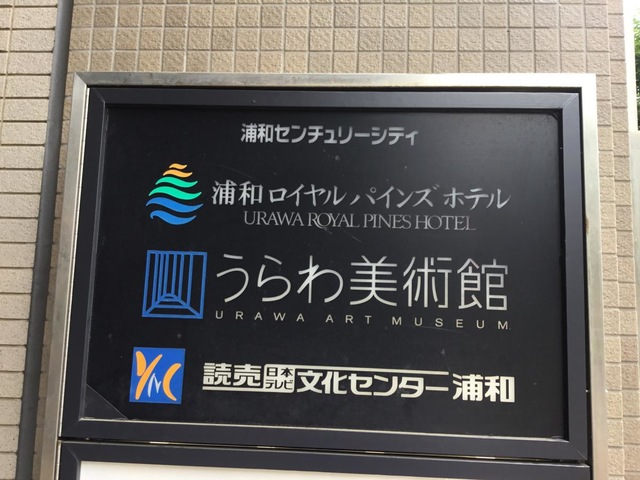 浦和センチュリーシティ
浦和ロイヤルパインズホテル
URAWA ROYAL PINES HOTEL
うらわ美術館
URAWA ART MUSEUM
YMC 読売日本テレビ文化センター浦和